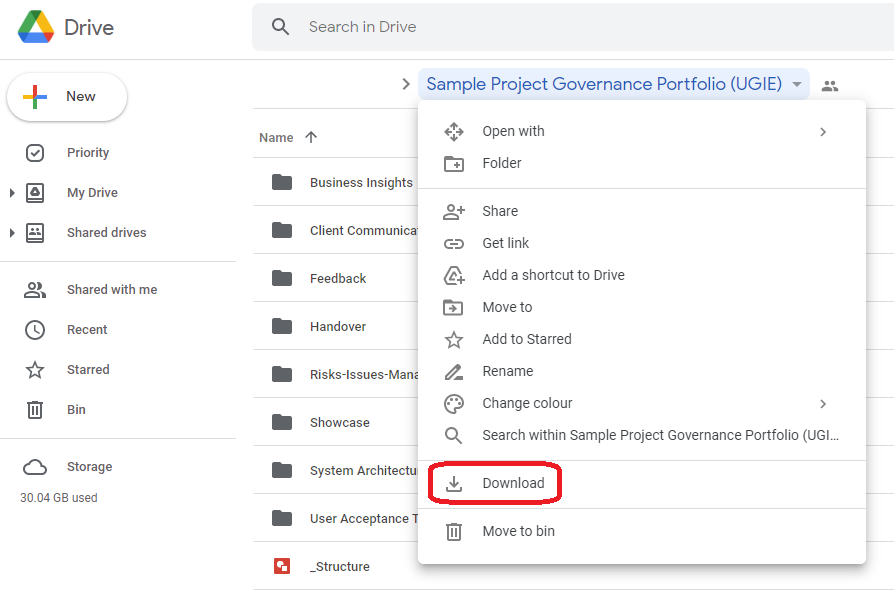 Drive
Search in Drive
Sample Project Governance Portfolio (UGIE)
New
Priority
My Drive
Shared drives
Shared with me
Recent
Starred
Bin
Storage
30.04 GB used
Name
Business Insights
Client Communica
Feedback
Handover
Risks-Issues-Mana
Showcase
System Architectu
User Acceptance T
_Structure
Open with
Folder
Share
Get link
Add a shortcut to Drive
Move to
Add to Starred
Rename
Change colour
Search within Sample Project Governance Portfolio (UGI...
Download
Move to bin